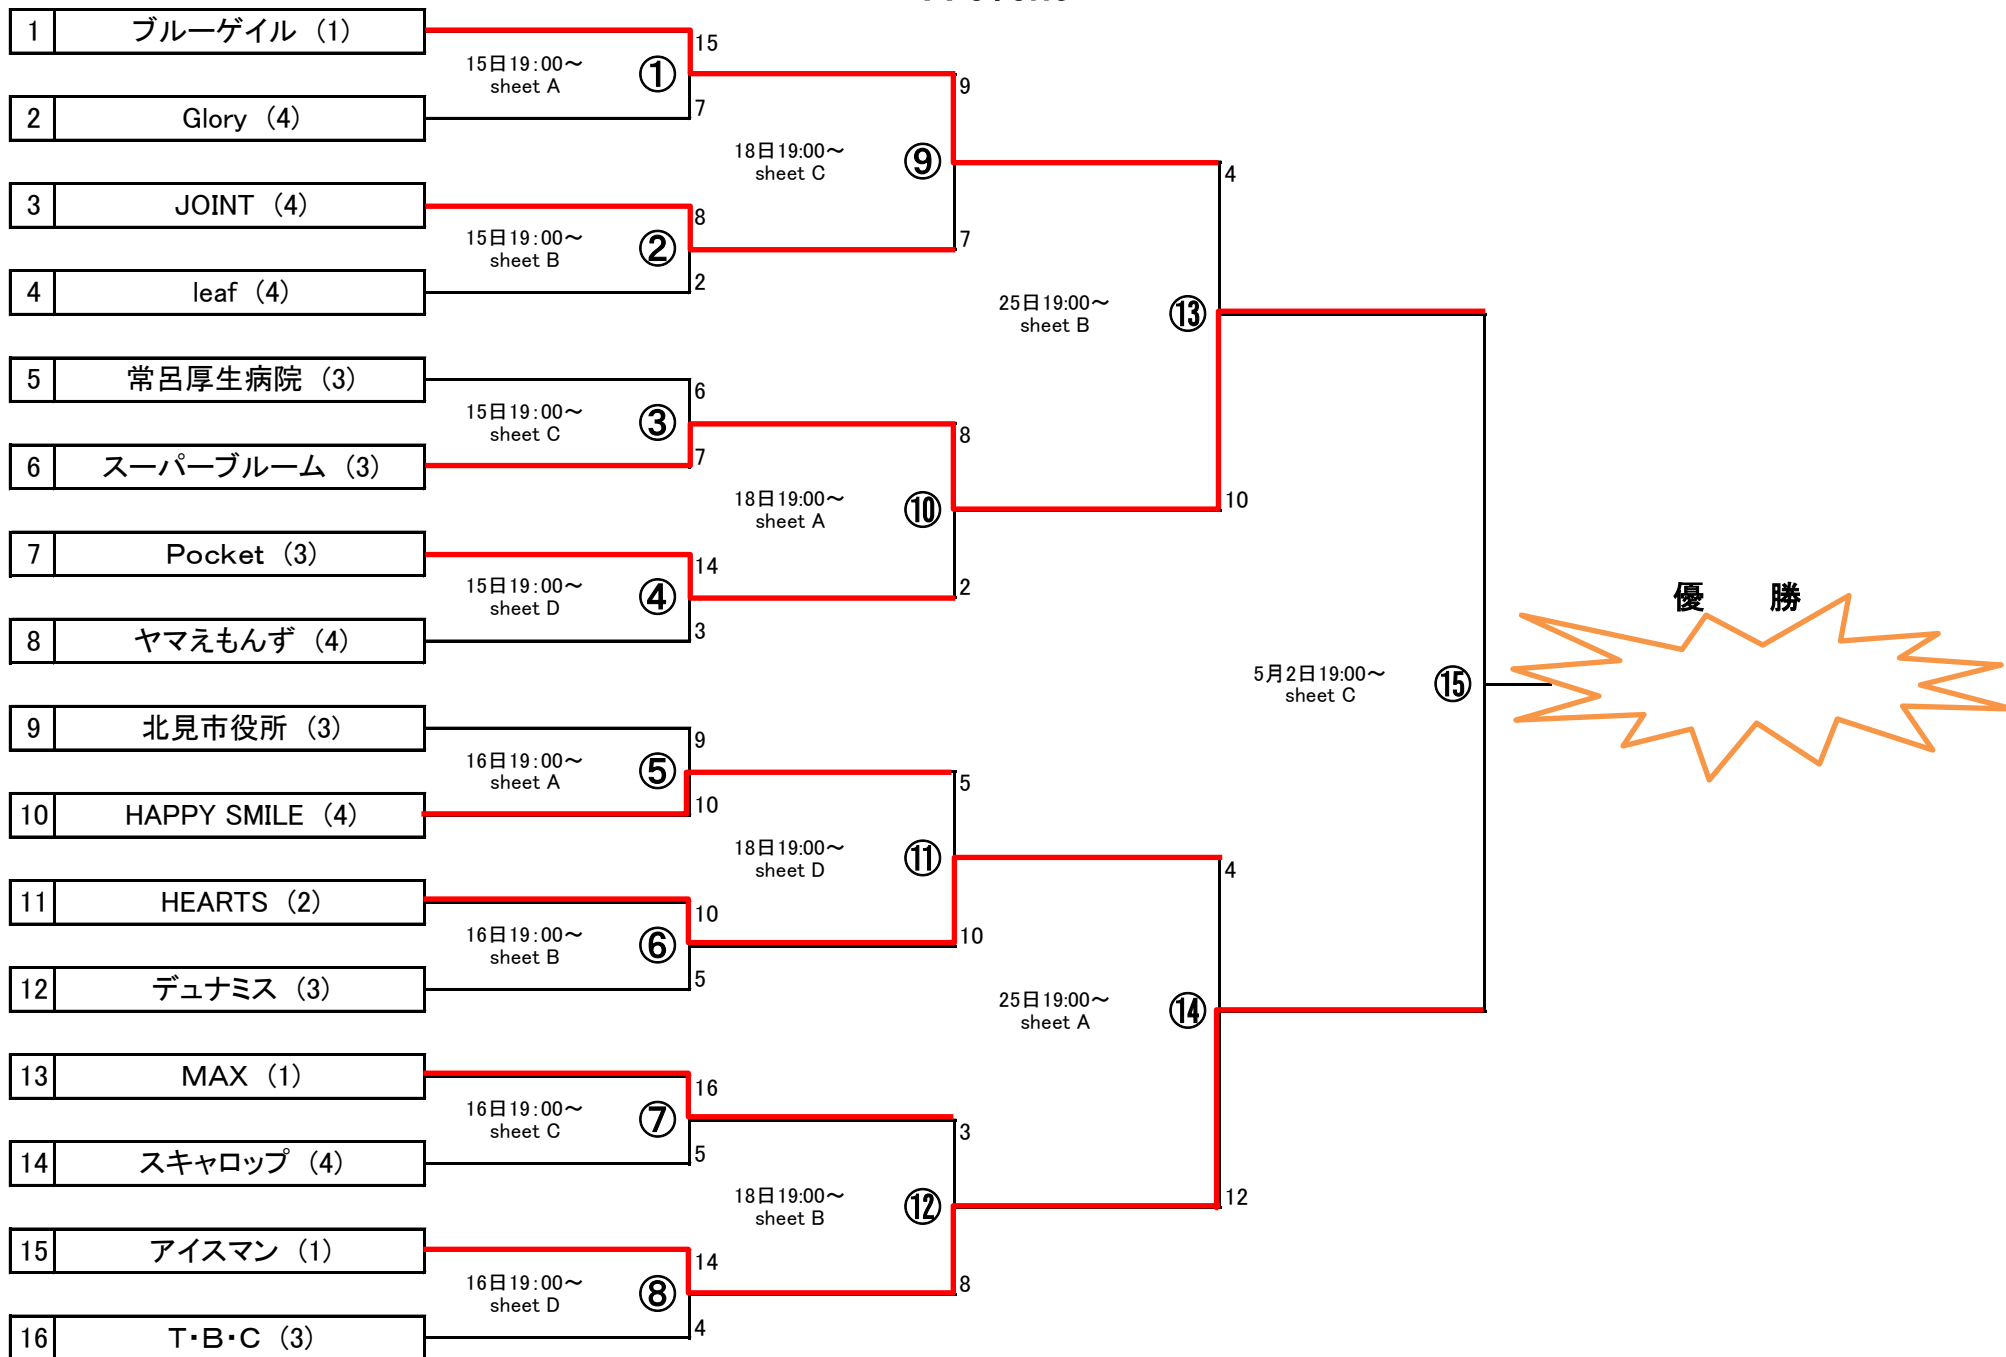 1 ブルーゲイル (1)
15
15日19:00～
sheet A
①
9
2 Glory (4)
7
18日19:00～
sheet C
⑨
4
3 JOINT (4)
8
15日19:00～
sheet B
②
7
4 leaf (4)
2
25日19:00～
sheet B
⑬
5 常呂厚生病院 (3)
6
15日19:00～
sheet C
③
8
6 スーパーブルーム (3)
7
18日19:00～
sheet A
⑩
10
7 Pocket (3)
14
15日19:00～
sheet D
④
2
8 ヤマえもんず (4)
3
優 勝
5月2日19:00～
sheet C
⑮
9 北見市役所 (3)
9
16日19:00～
sheet A
⑤
5
10 HAPPY SMILE (4)
10
18日19:00～
sheet D
⑪
4
11 HEARTS (2)
10
16日19:00～
sheet B
⑥
10
12 デュナミス (3)
5
25日19:00～
sheet A
⑭
13 MAX (1)
16
16日19:00～
sheet C
⑦
3
14 スキャロップ (4)
5
18日19:00～
sheet B
⑫
12
15 アイスマン (1)
14
16日19:00～
sheet D
⑧
8
16 T・B・C (3)
4